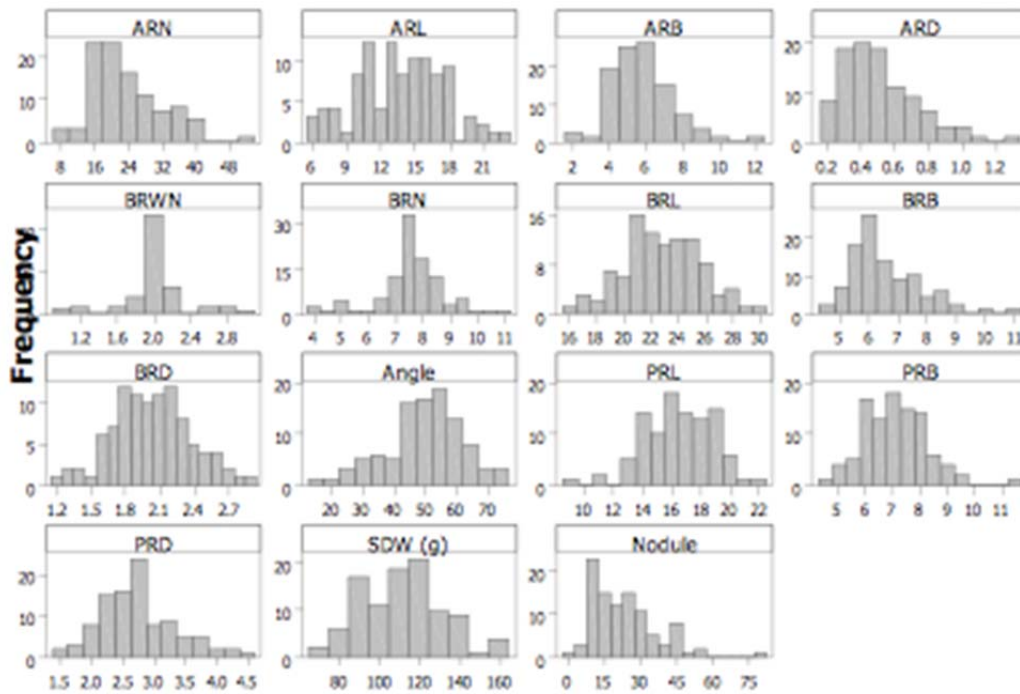 ARN ARL ARB ARD
20 10 0 10 5 0 20 10 0 20 10 0
8 16 24 32 40 48 6 9 12 15 18 21 2 4 6 8 10 12 0.2 0.4 0.6 0.8 1.0 1.2
BRWN BRN BRL BRB
0 30 15 0 16 8 0 20 10 0
1.2 1.6 2.0 2.4 2.8 4 5 6 7 8 9 10 11 16 18 20 22 24 26 28 30 5 6 7 8 9 10 11
Frequency
BRD Angle PRL PRB
10 5 0 20 10 0 20 10 0 20 10 0
1.2 1.5 1.8 2.1 2.4 2.7 20 30 40 50 60 70 10 12 14 16 18 20 22 5 6 7 8 9 10 11
PRD SDW (g) Nodule
20 10 0 20 10 0 20 10 0
1.5 2.0 2.5 3.0 3.5 4.0 4.5 80 100 120 140 160 0 15 30 45 60 75